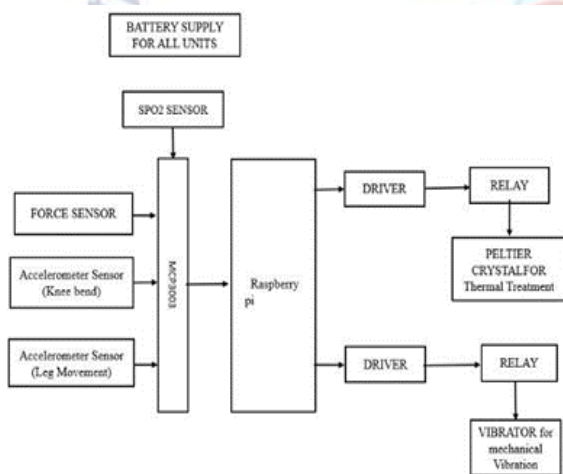 BATTERY SUPPLY
FOR ALL UNITS
SPO2 SENSOR
FORCE SENSOR
Accelerometer Sensor
(Knee bend)
Accelerometer Sensor
(Leg Movement)
MCP3003
Raspberry
pi
DRIVER
RELAY
PELTIER
CRYSTALFOR
Thermal Treatment
DRIVER
RELAY
VIBRATOR for
mechanical
Vibration